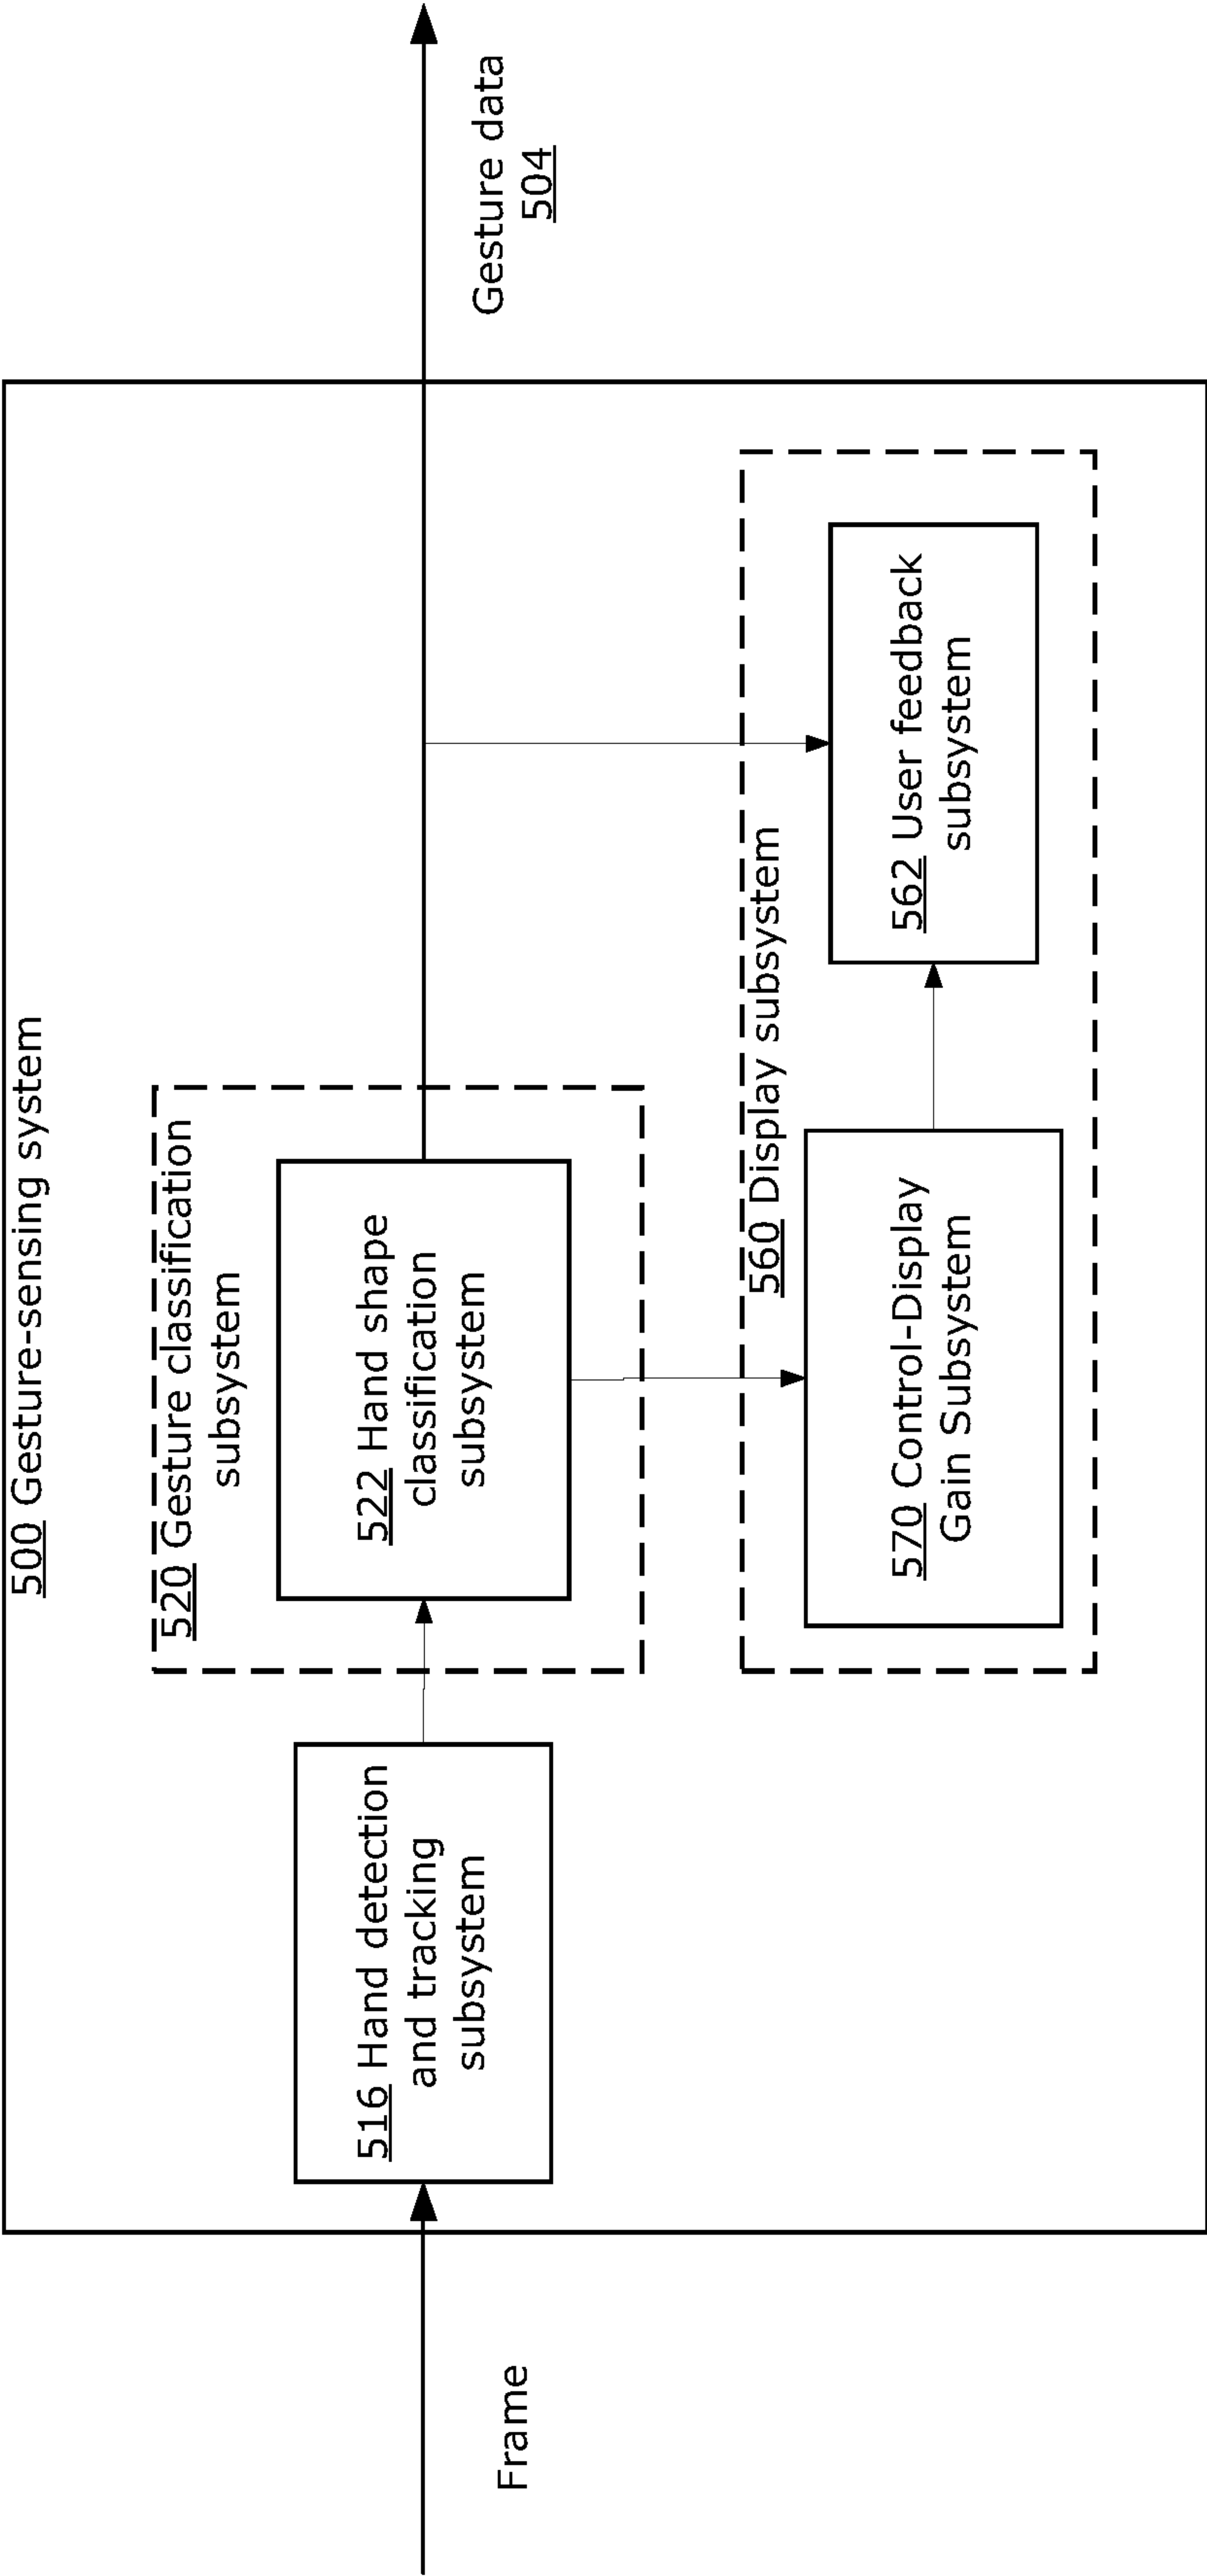 500 Gesture-sensing system
520 Gesture classification
subsystem
522 Hand shape
classification
subsystem
516 Hand detection
and tracking
subsystem
Frame
Gesture data
504
560 Display subsystem
570 Control-Display
Gain Subsystem
562 User feedback
subsystem